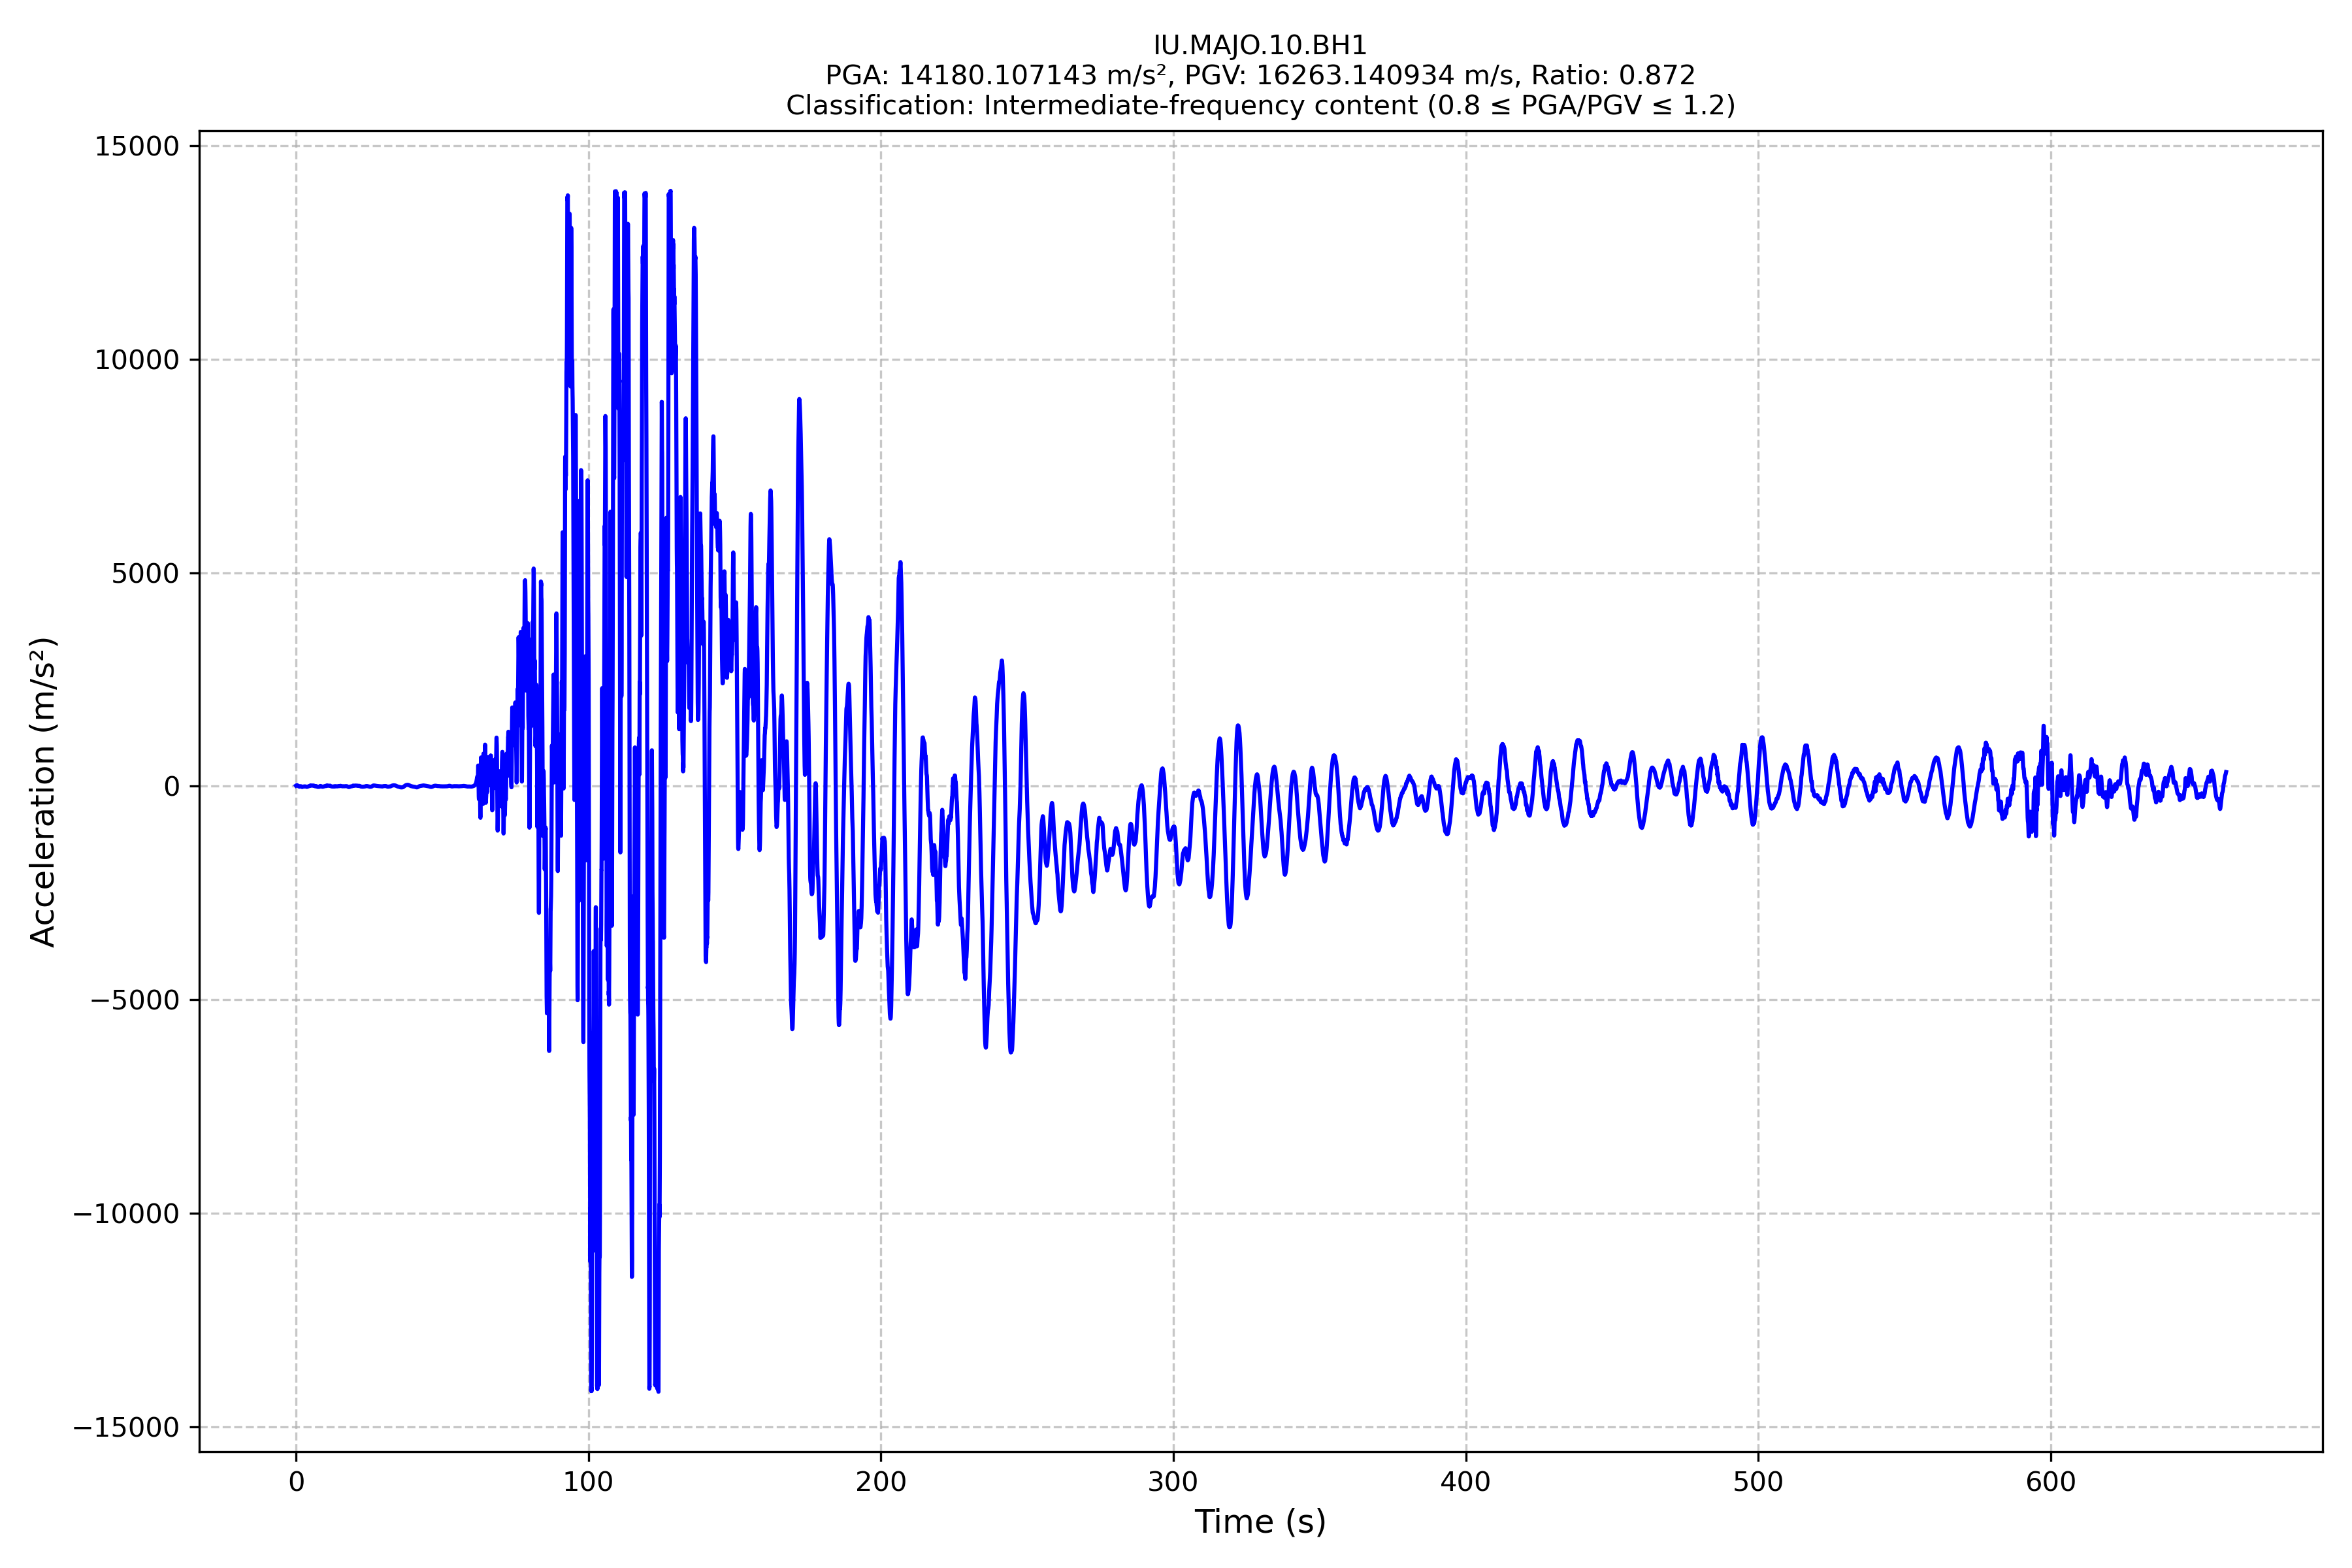 IU.MAJO.10.BH1
PGA: 14180.107143 m/s², PGV: 16263.140934 m/s, Ratio: 0.872
Classification: Intermediate-frequency content (0.8 ≤ PGA/PGV ≤ 1.2)
15000
10000
5000
0
−5000
−10000
−15000
Acceleration (m/s²)
0 100 200 300 400 500 600
Time (s)